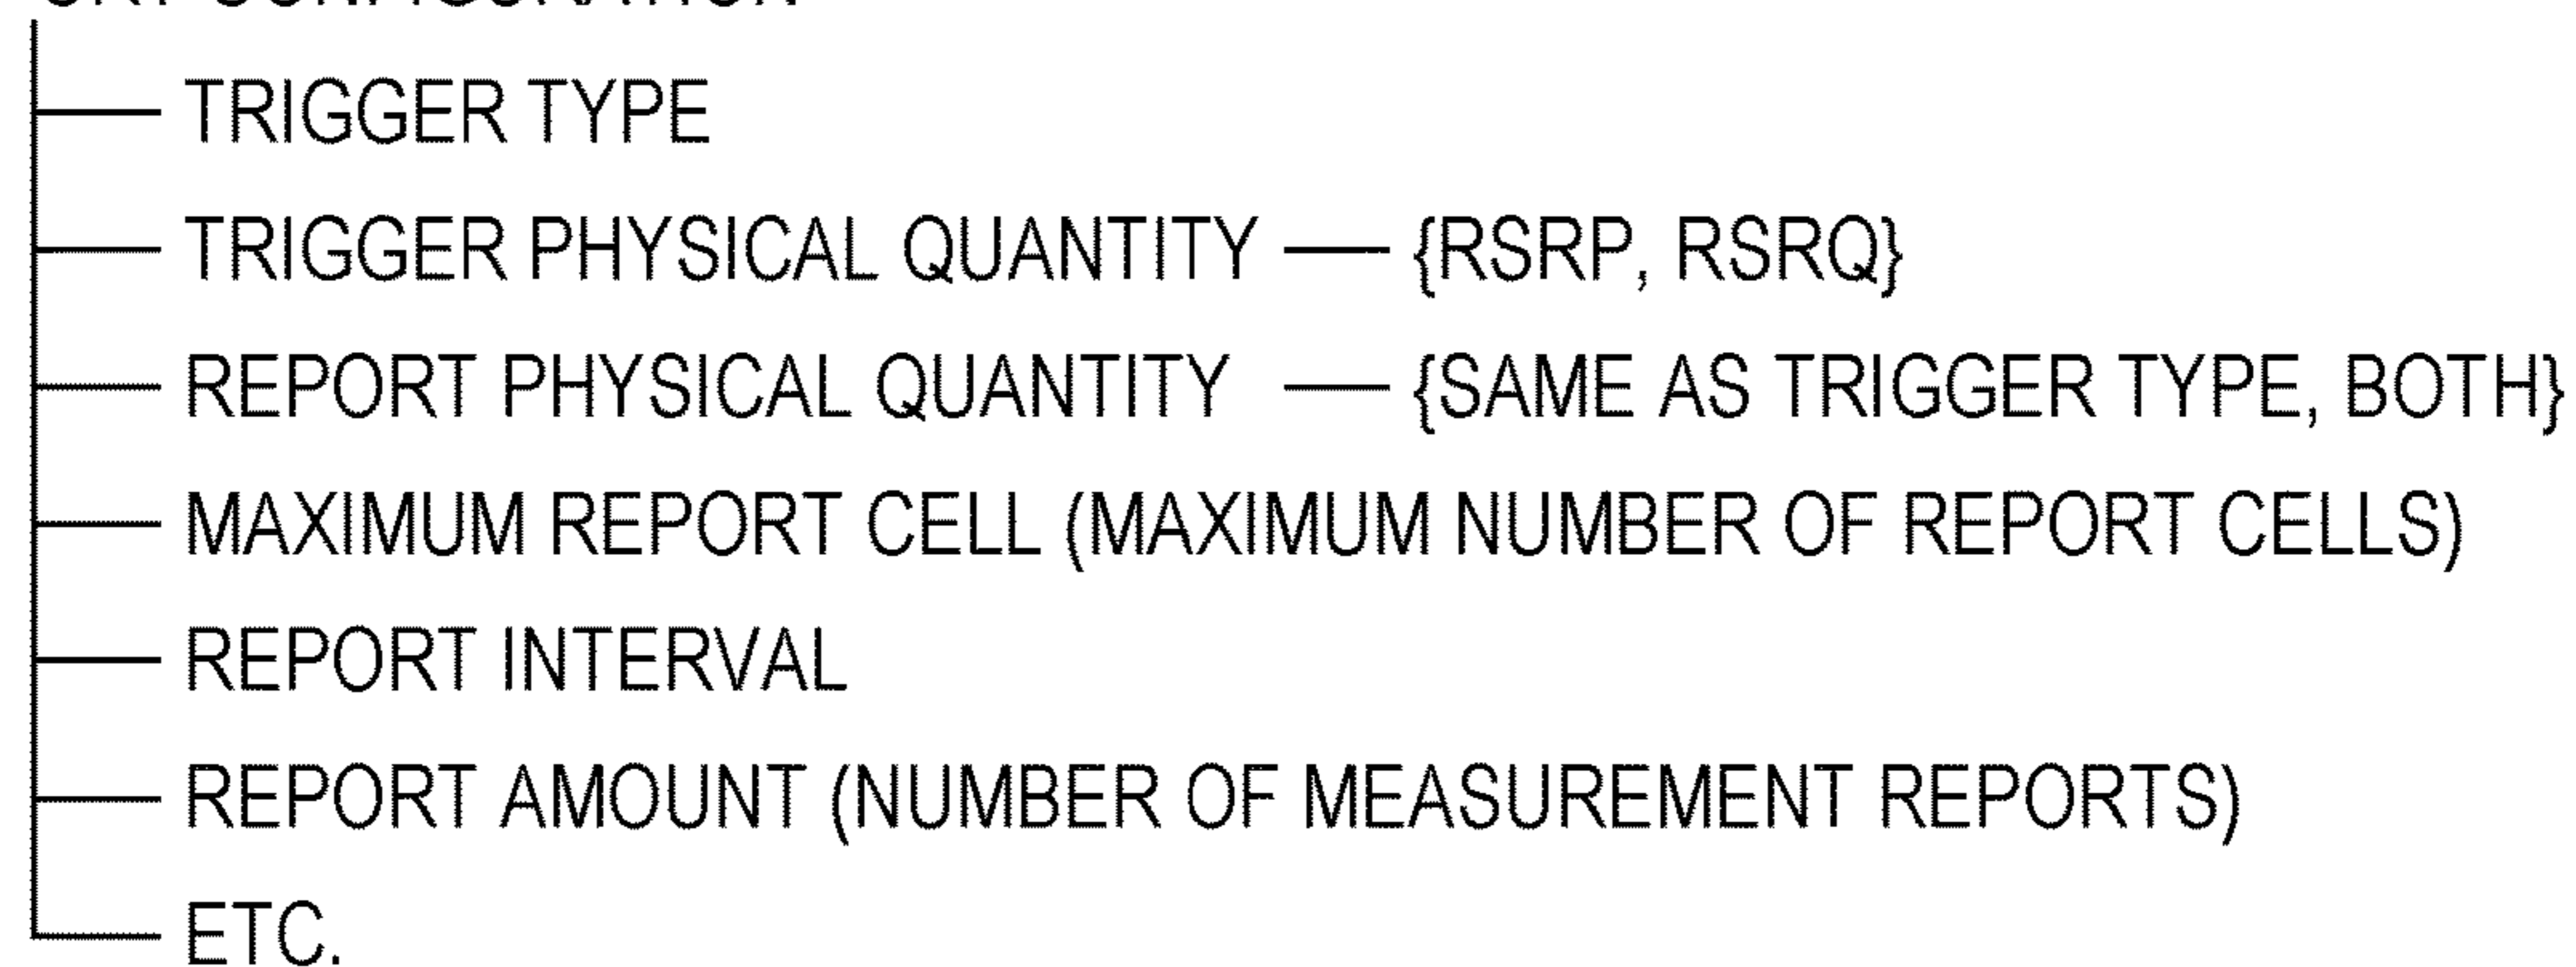 TRIGGER TYPE
TRIGGER PHYSICAL QUANTITY — {RSRP, RSRQ}
REPORT PHYSICAL QUANTITY — {SAME AS TRIGGER TYPE, BOTH}
MAXIMUM REPORT CELL (MAXIMUM NUMBER OF REPORT CELLS)
REPORT INTERVAL
REPORT AMOUNT (NUMBER OF MEASUREMENT REPORTS)
ETC.